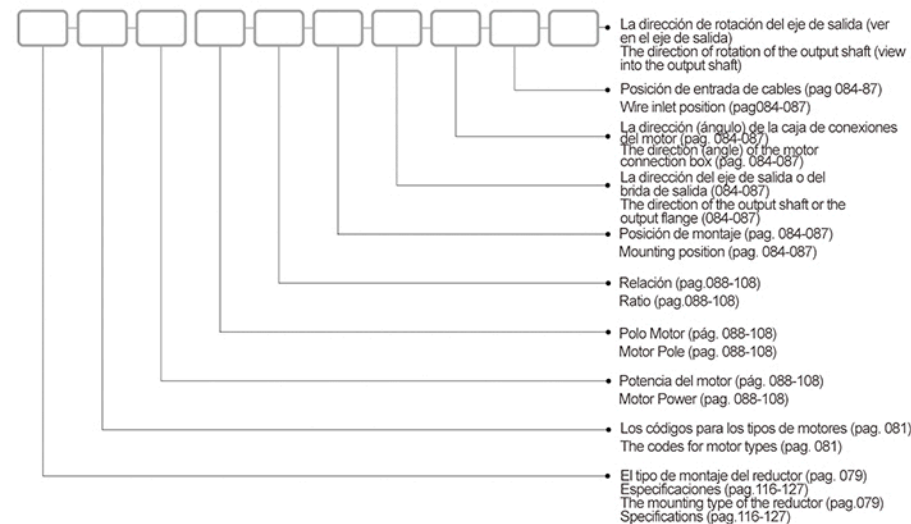 La dirección de rotación del eje de salida (ver
en el eje de salida)
The direction of rotation of the output shaft (view
into the output shaft)
Posición de entrada de cables (pag 084-87)
Wire inlet position (pag084-087)
La dirección (ángulo) de la caja de conexiones
del motor (pag. 084-087)
The direction (angle) of the motor
connection box (pag. 084-087)
La dirección del eje de salida o del
brida de salida (084-087)
The direction of the output shaft or the
output flange (084-087)
Posición de montaje (pag. 084-087)
Mounting position (pag. 084-087)
Relación (pag.088-108)
Ratio (pag.088-108)
Polo Motor (pág. 088-108)
Motor Pole (pag. 088-108)
Potencia del motor (pág. 088-108)
Motor Power (pag. 088-108)
Los códigos para los tipos de motores (pag. 081)
The codes for motor types (pag. 081)
El tipo de montaje del reductor (pag. 079)
Especificaciones (pag.116-127)
The mounting type of the reductor (pag.079)
Specifications (pag.116-127)